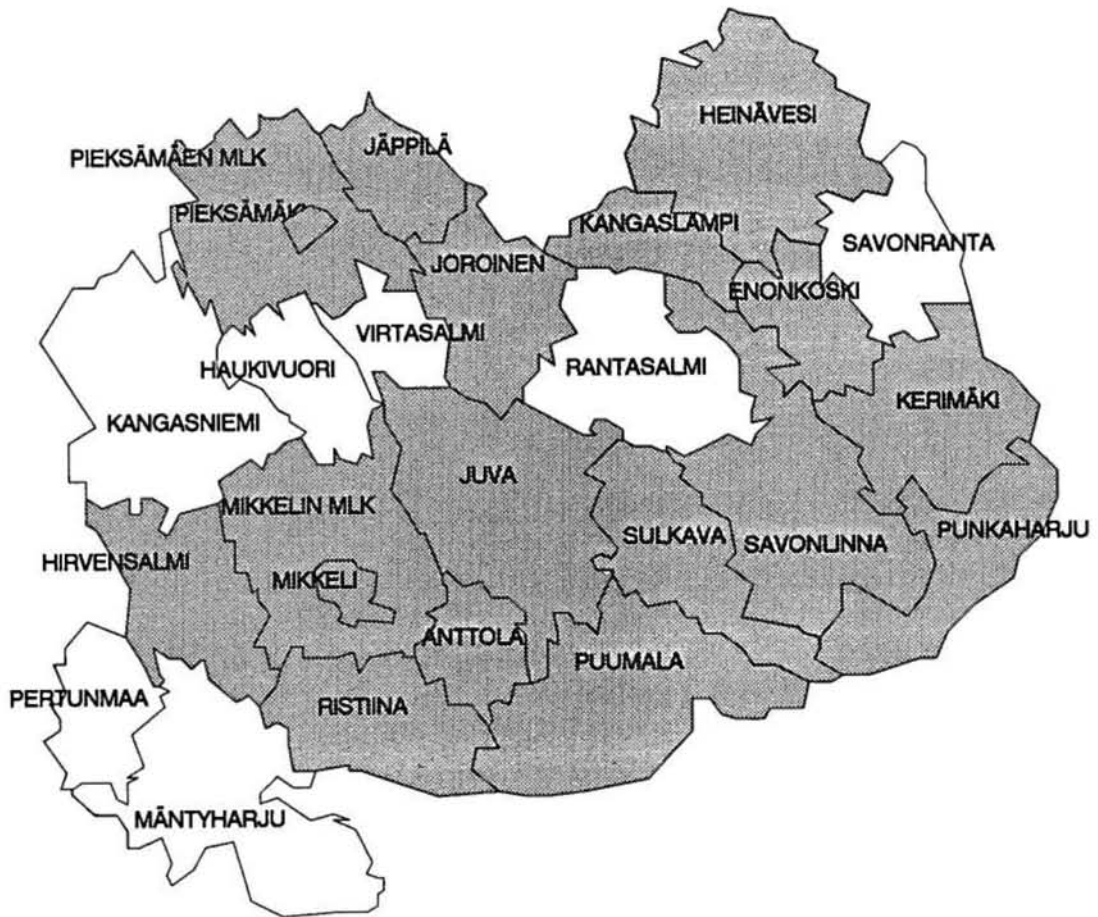 HEINÄVESI
JÄPPILÄ
PIEKSÄMÄEN MLK
PIEKSÄMÄKI
KANGASLAMPI
SAVONRANTA
JOROINEN
ENONKOSKI
VIRTASALMI
HAUKIVUORI
RANTASALMI
KERIMÄKI
KANGASNIEMI
JUVA
MIKKELIN MLK
PUNKAHARJU
SULKAVA
SAVONLINNA
HIRVENSALMI
MIKKELI
ANTTOLA
PUUMALA
PERTUNMAA
RISTIINA
MÄNTYHARJU